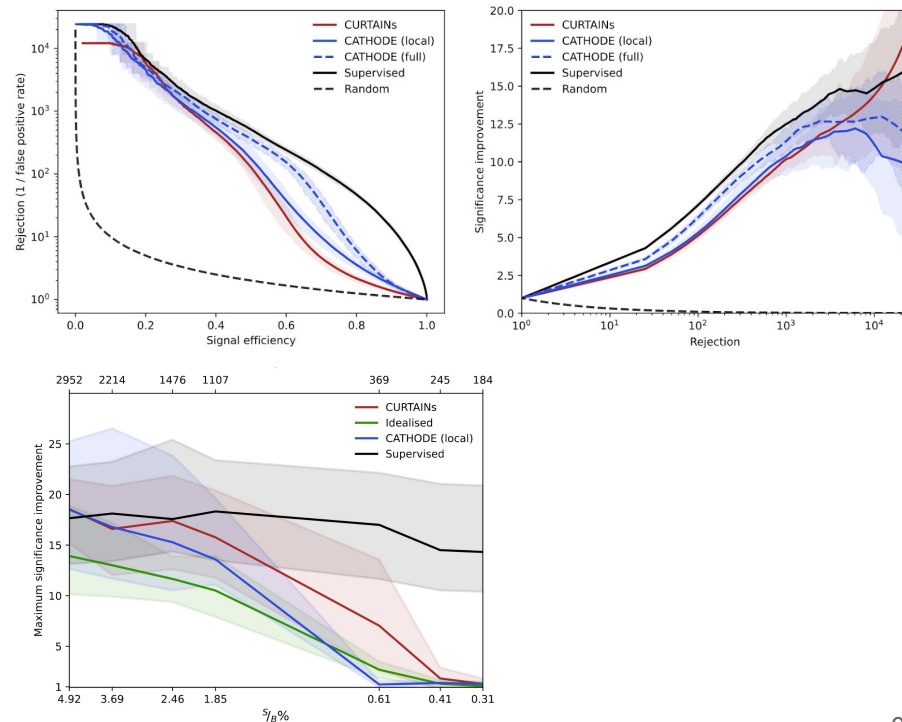 CURTAINs
CATHODE (local)
CATHODE (full)
Supervised
Random
10⁴
10³
10²
10¹
10⁰
Rejection (1 / false positive rate)
0.0 0.2 0.4 0.6 0.8 1.0
Signal efficiency
CURTAINs
CATHODE (local)
CATHODE (full)
Supervised
Random
20.0
17.5
15.0
12.5
10.0
7.5
5.0
2.5
0.0
Significance improvement
10⁰ 10¹ 10² 10³ 10⁴
Rejection
2952 2214 1476 1107 369 245 184
CURTAINs
Idealised
CATHODE (local)
Supervised
25
20
15
10
5
1
Maximum significance improvement
4.92 3.69 2.46 1.85 0.61 0.41 0.31
S/B%